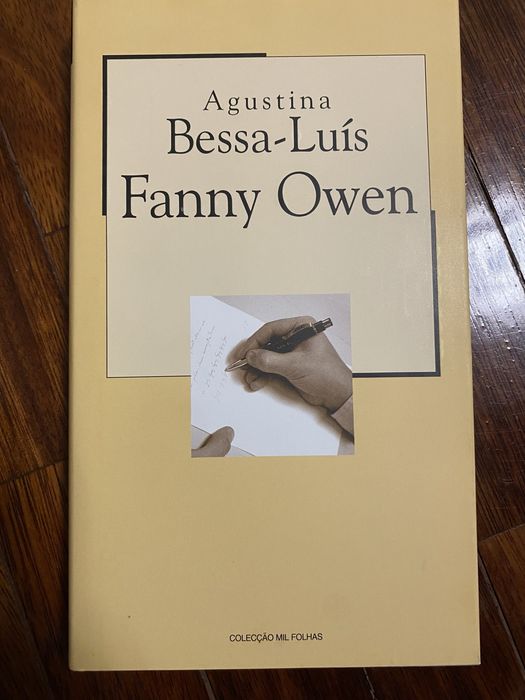 Agustina
Bessa-Luís
Fanny Owen
COLECÇÃO MIL FOLHAS